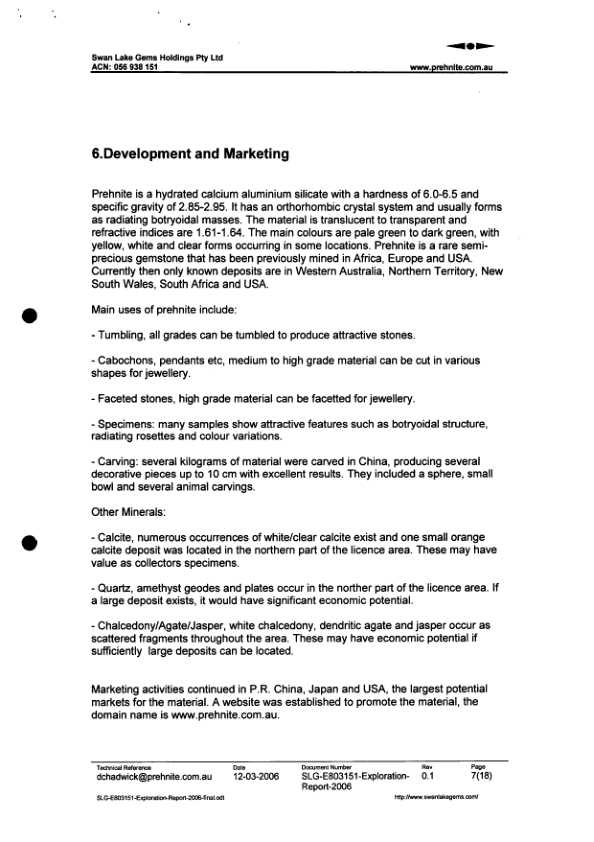 Swan Lake Gems Holdings Pty Ltd
ACN: 056 938 151 www.prehnite.com.au
6.Development and Marketing
Prehnite is a hydrated calcium aluminium silicate with a hardness of 6.0-6.5 and
specific gravity of 2.85-2.95. It has an orthorhombic crystal system and usually forms
as radiating botryoidal masses. The material is translucent to transparent and
refractive indices are 1.61-1.64. The main colours are pale green to dark green, with
yellow, white and clear forms occurring in some locations. Prehnite is a rare semi-
precious gemstone that has been previously mined in Africa, Europe and USA.
Currently then only known deposits are in Western Australia, Northern Territory, New
South Wales, South Africa and USA.
Main uses of prehnite include:
- Tumbling, all grades can be tumbled to produce attractive stones.
- Cabochons, pendants etc, medium to high grade material can be cut in various
shapes for jewellery.
- Faceted stones, high grade material can be facetted for jewellery.
- Specimens: many samples show attractive features such as botryoidal structure,
radiating rosettes and colour variations.
- Carving: several kilograms of material were carved in China, producing several
decorative pieces up to 10 cm with excellent results. They included a sphere, small
bowl and several animal carvings.
Other Minerals:
- Calcite, numerous occurrences of white/clear calcite exist and one small orange
calcite deposit was located in the northern part of the licence area. These may have
value as collectors specimens.
- Quartz, amethyst geodes and plates occur in the norther part of the licence area. If
a large deposit exists, it would have significant economic potential.
- Chalcedony/Agate/Jasper, white chalcedony, dendritic agate and jasper occur as
scattered fragments throughout the area. These may have economic potential if
sufficiently large deposits can be located.
Marketing activities continued in P.R. China, Japan and USA, the largest potential
markets for the material. A website was established to promote the material, the
domain name is www.prehnite.com.au.
Technical Reference Date Document Number Rev Page
dchadwick@prehnite.com.au 12-03-2006 SLG-E803151-Exploration- 0.1 7(18)
Report-2006
SLG-E803151-Exploration-Report-2006-final.odt http://www.swanlakegems.com/